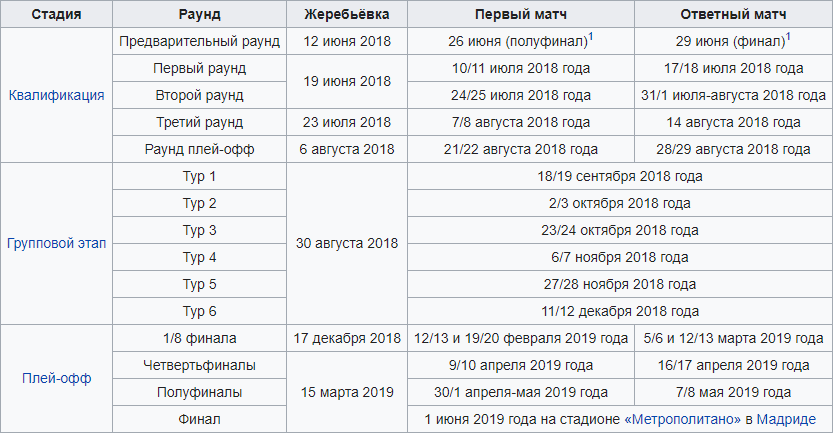 Стадия Раунд Жеребьёвка Первый матч Ответный матч
Квалификация Предварительный раунд 12 июня 2018 26 июня (полуфинал)1 29 июня (финал)1
Первый раунд 19 июня 2018 10/11 июля 2018 года 17/18 июля 2018 года
Второй раунд 24/25 июля 2018 года 31/1 июля-августа 2018 года
Третий раунд 23 июля 2018 7/8 августа 2018 года 14 августа 2018 года
Раунд плей-офф 6 августа 2018 21/22 августа 2018 года 28/29 августа 2018 года
Групповой этап Тур 1 30 августа 2018 18/19 сентября 2018 года
Тур 2 2/3 октября 2018 года
Тур 3 23/24 октября 2018 года
Тур 4 6/7 ноября 2018 года
Тур 5 27/28 ноября 2018 года
Тур 6 11/12 декабря 2018 года
Плей-офф 1/8 финала 17 декабря 2018 12/13 и 19/20 февраля 2019 года 5/6 и 12/13 марта 2019 года
Четвертьфиналы 15 марта 2019 9/10 апреля 2019 года 16/17 апреля 2019 года
Полуфиналы 30/1 апреля-мая 2019 года 7/8 мая 2019 года
Финал 1 июня 2019 года на стадионе «Метрополитано» в Мадриде